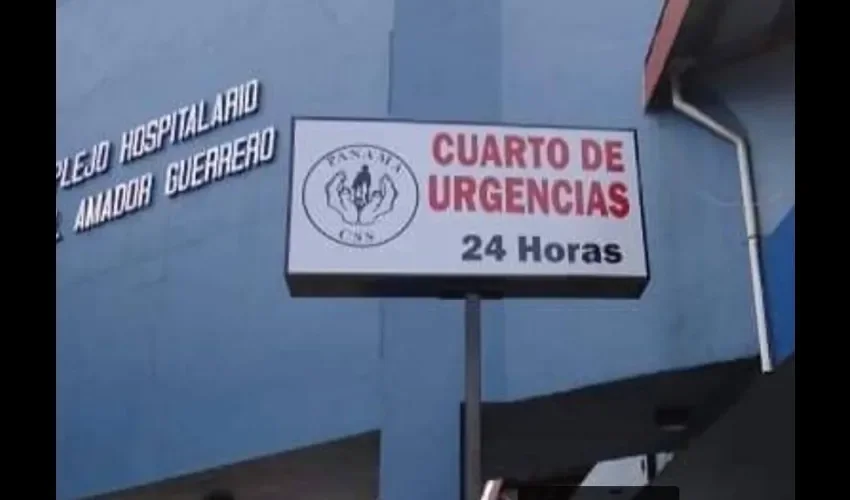 PLEJO HOSPITALARIO
AMADOR GUERRERO
PANAMA
CSS
CUARTO DE
URGENCIAS
24 Horas